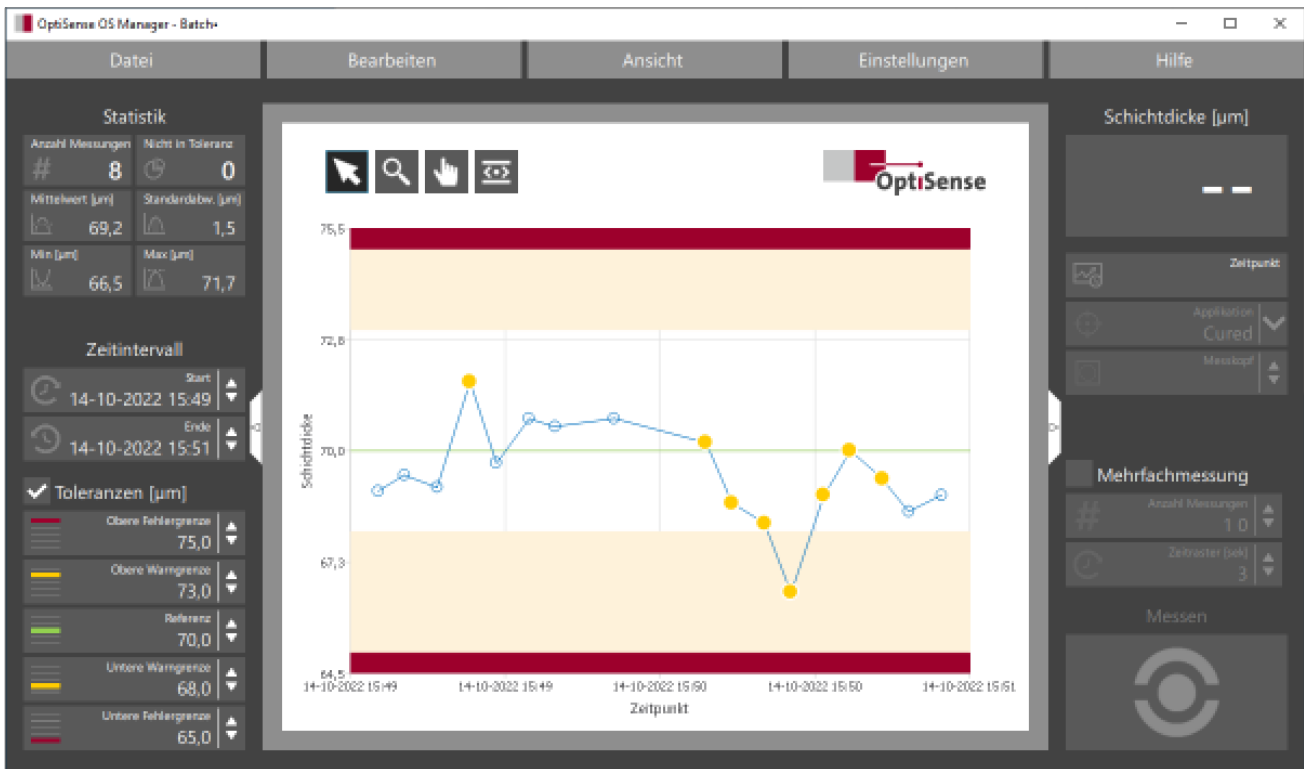 OptiSense OS Manager - Batch•
Datei
Bearbeiten
Ansicht
Einstellungen
Hilfe
Statistik
Anzahl Messungen
8
Nicht in Toleranz
0
Mittelwert [µm]
69,2
Standardabw. [µm]
1,5
Min [µm]
66,5
Max [µm]
71,7
Zeitintervall
Start
14-10-2022 15:49
Ende
14-10-2022 15:51
Toleranzen [µm]
Obere Fehlergrenze
75,0
Obere Warngrenze
73,0
Referenz
70,0
Untere Warngrenze
68,0
Untere Fehlergrenze
65,0
OptiSense
75,5
72,8
70,0
67,3
64,5
Schichtdicke
14-10-2022 15:49
14-10-2022 15:49
14-10-2022 15:50
14-10-2022 15:50
14-10-2022 15:51
Zeitpunkt
Schichtdicke [µm]
--
Zeitpunkt
Applikation
Cured
Messkopf
Mehrfachmessung
Anzahl Messungen
10
Zeitraster [sek]
3
Messen